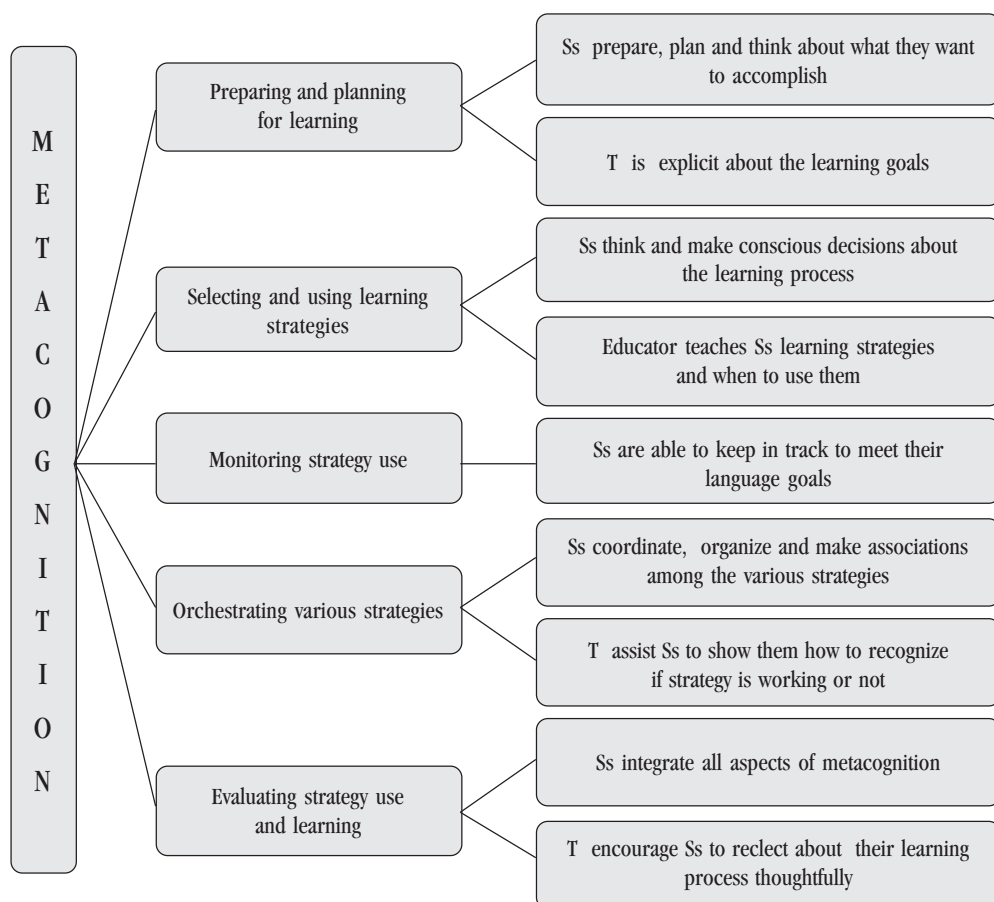 METACOGNITION
Preparing and planning
for learning
Ss prepare, plan and think about what they want
to accomplish
T is explicit about the learning goals
Selecting and using learning
strategies
Ss think and make conscious decisions about
the learning process
Educator teaches Ss learning strategies
and when to use them
Monitoring strategy use
Ss are able to keep in track to meet their
language goals
Orchestrating various strategies
Ss coordinate, organize and make associations
among the various strategies
T assist Ss to show them how to recognize
if strategy is working or not
Evaluating strategy use
and learning
Ss integrate all aspects of metacognition
T encourage Ss to reclect about their learning
process thoughtfully